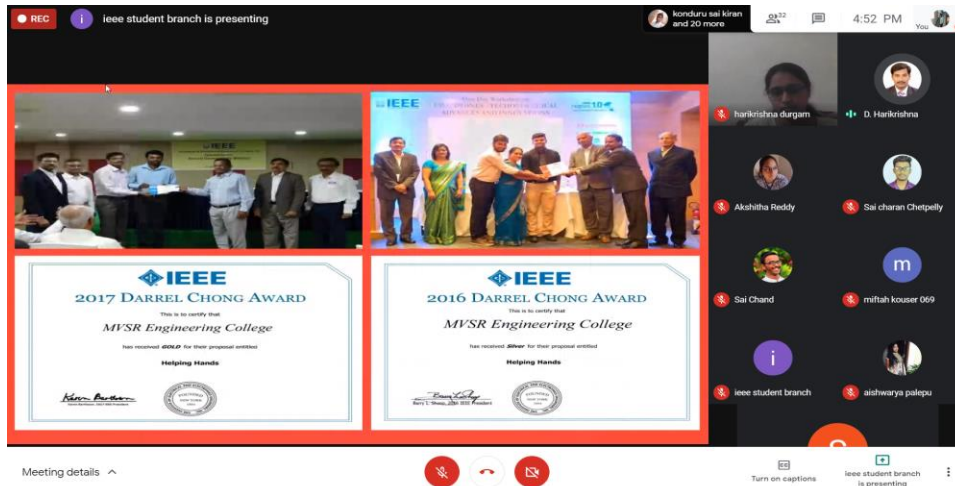 REC
i
ieee student branch is presenting
konduru sai kiran
and 20 more
32
4:52 PM
You
harikrishna durgam
D. Harikrishna
Akshitha Reddy
Sai charan Chetpelly
Sai Chand
m
miftah kouser 069
i
ieee student branch
aishwarya palepu
IEEE
IEEE
IEEE
2017 DARREL CHONG AWARD
This is to certify that
MVSR Engineering College
has received GOLD for their proposal entitled
Helping Hands
IEEE
2016 DARREL CHONG AWARD
This is to certify that
MVSR Engineering College
has received Silver for their proposal entitled
Helping Hands
Meeting details
Turn on captions
ieee student branch
is presenting